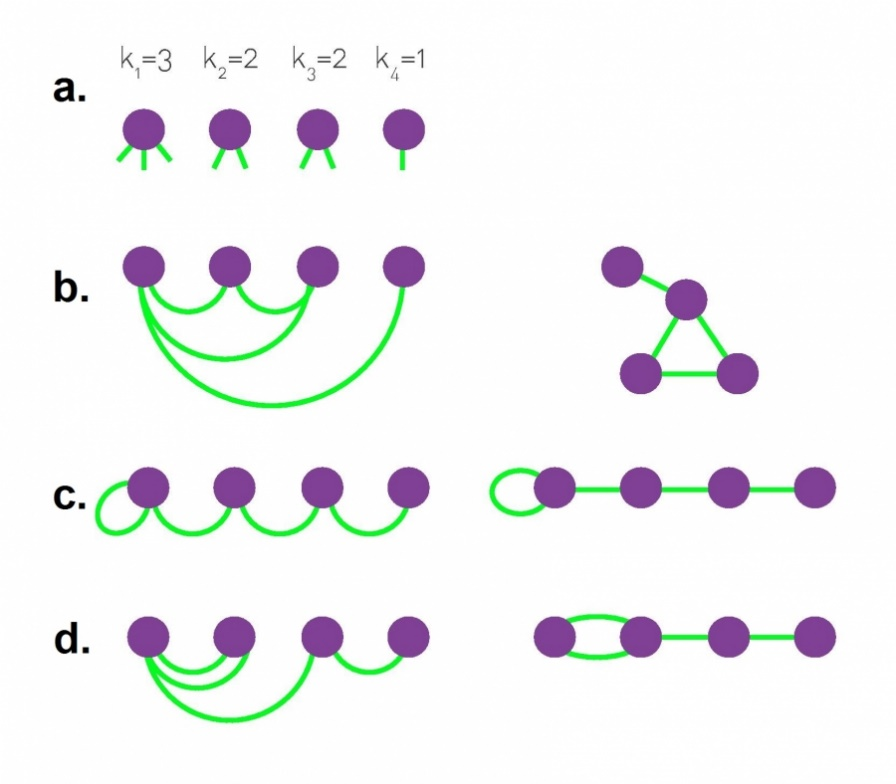 k₁=3 k₂=2 k₃=2 k₄=1
a.
b.
c.
d.